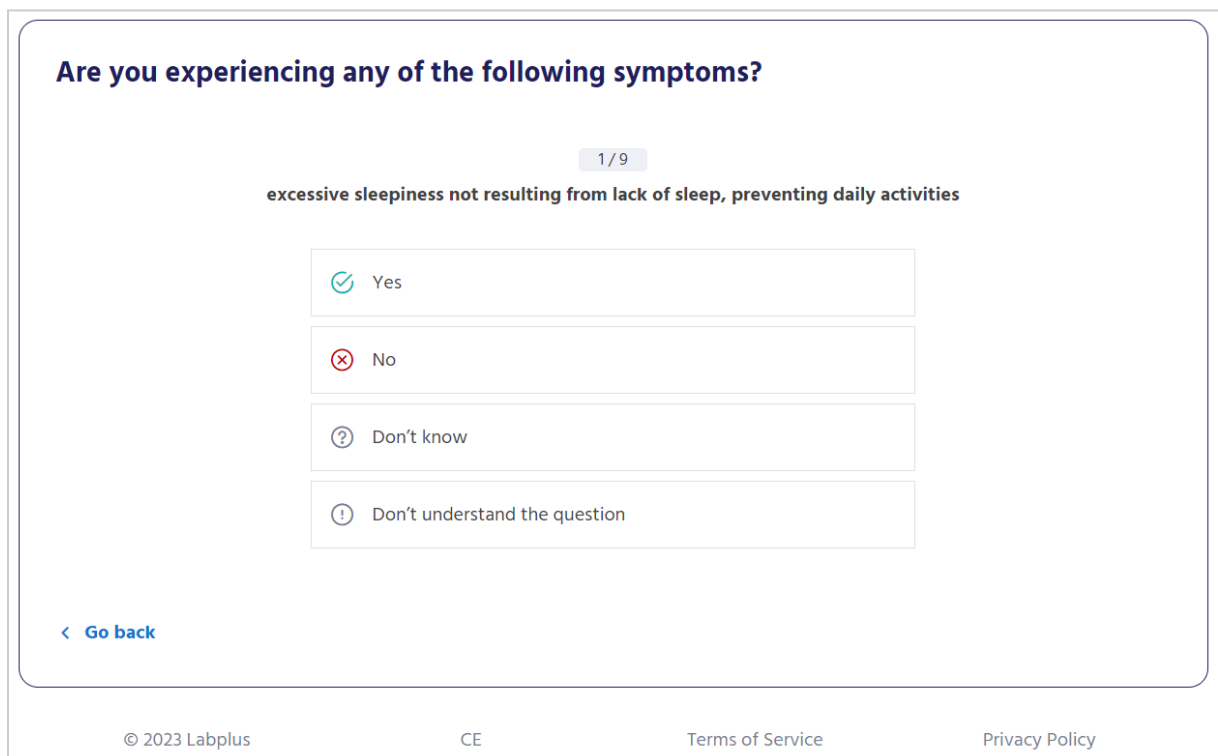 Are you experiencing any of the following symptoms?
1 / 9
excessive sleepiness not resulting from lack of sleep, preventing daily activities
Yes
No
Don’t know
Don’t understand the question
Go back
© 2023 Labplus CE Terms of Service Privacy Policy